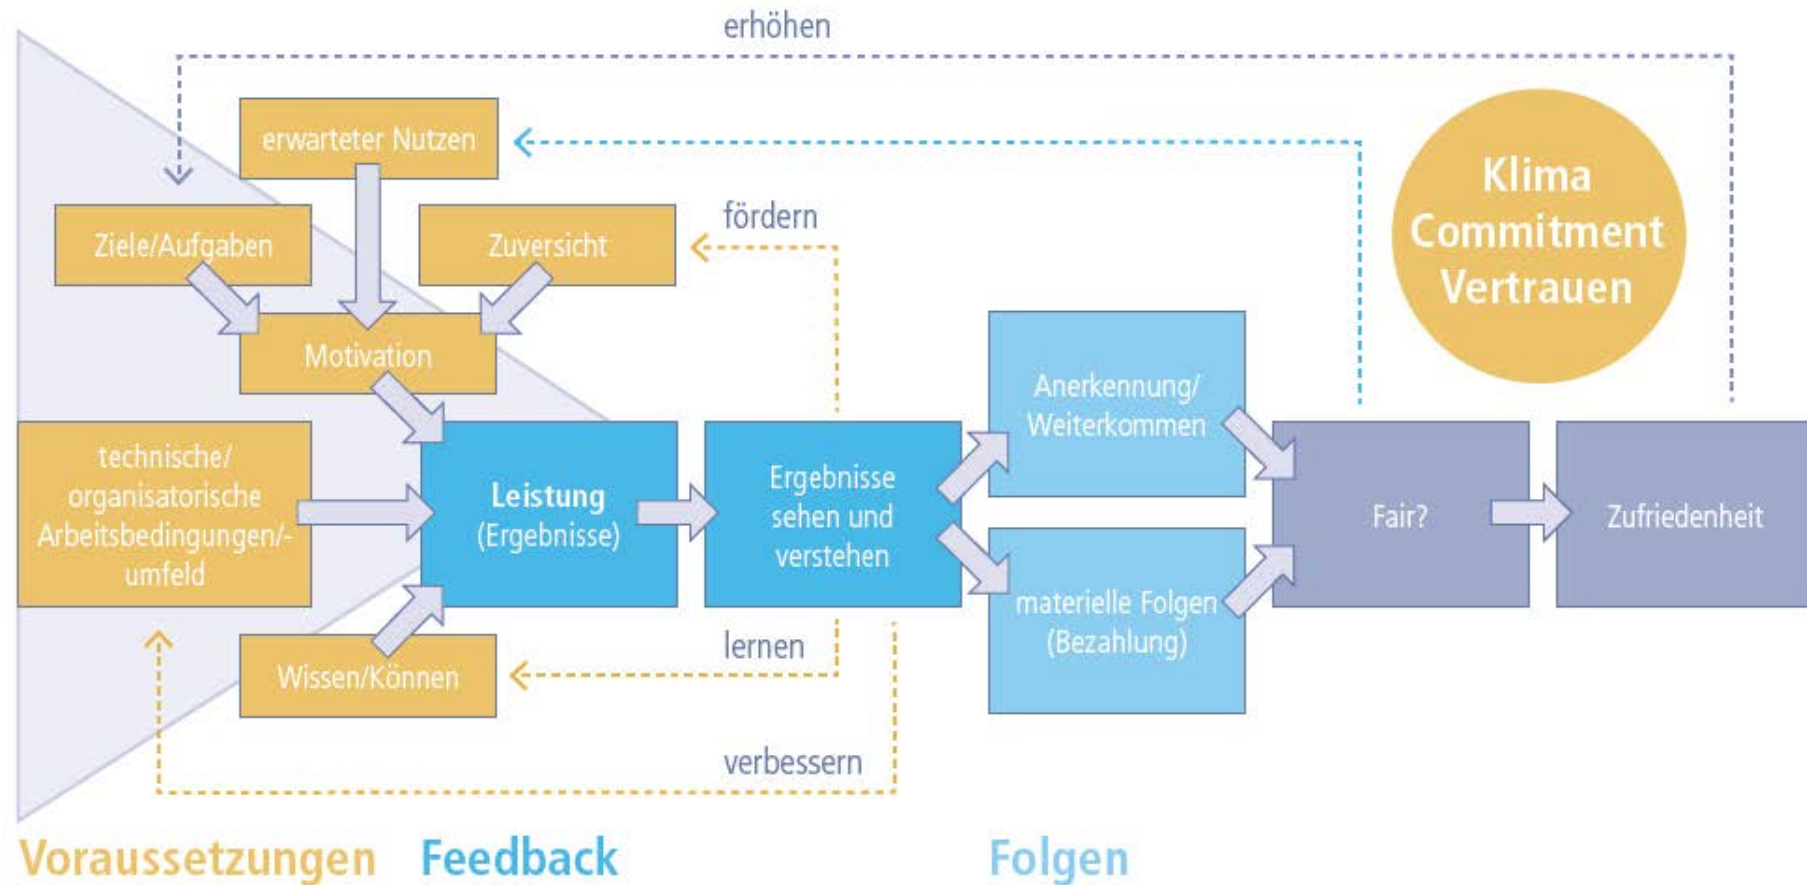 erhöhen
erwarteter Nutzen
Klima
Commitment
Vertrauen
Ziele/Aufgaben
Zuversicht
fördern
Motivation
Anerkennung/
Weiterkommen
technische/
organisatorische
Arbeitsbedingungen/-
umfeld
Leistung
(Ergebnisse)
Ergebnisse
sehen und
verstehen
Fair?
Zufriedenheit
materielle Folgen
(Bezahlung)
lernen
Wissen/Können
verbessern
Voraussetzungen
Feedback
Folgen